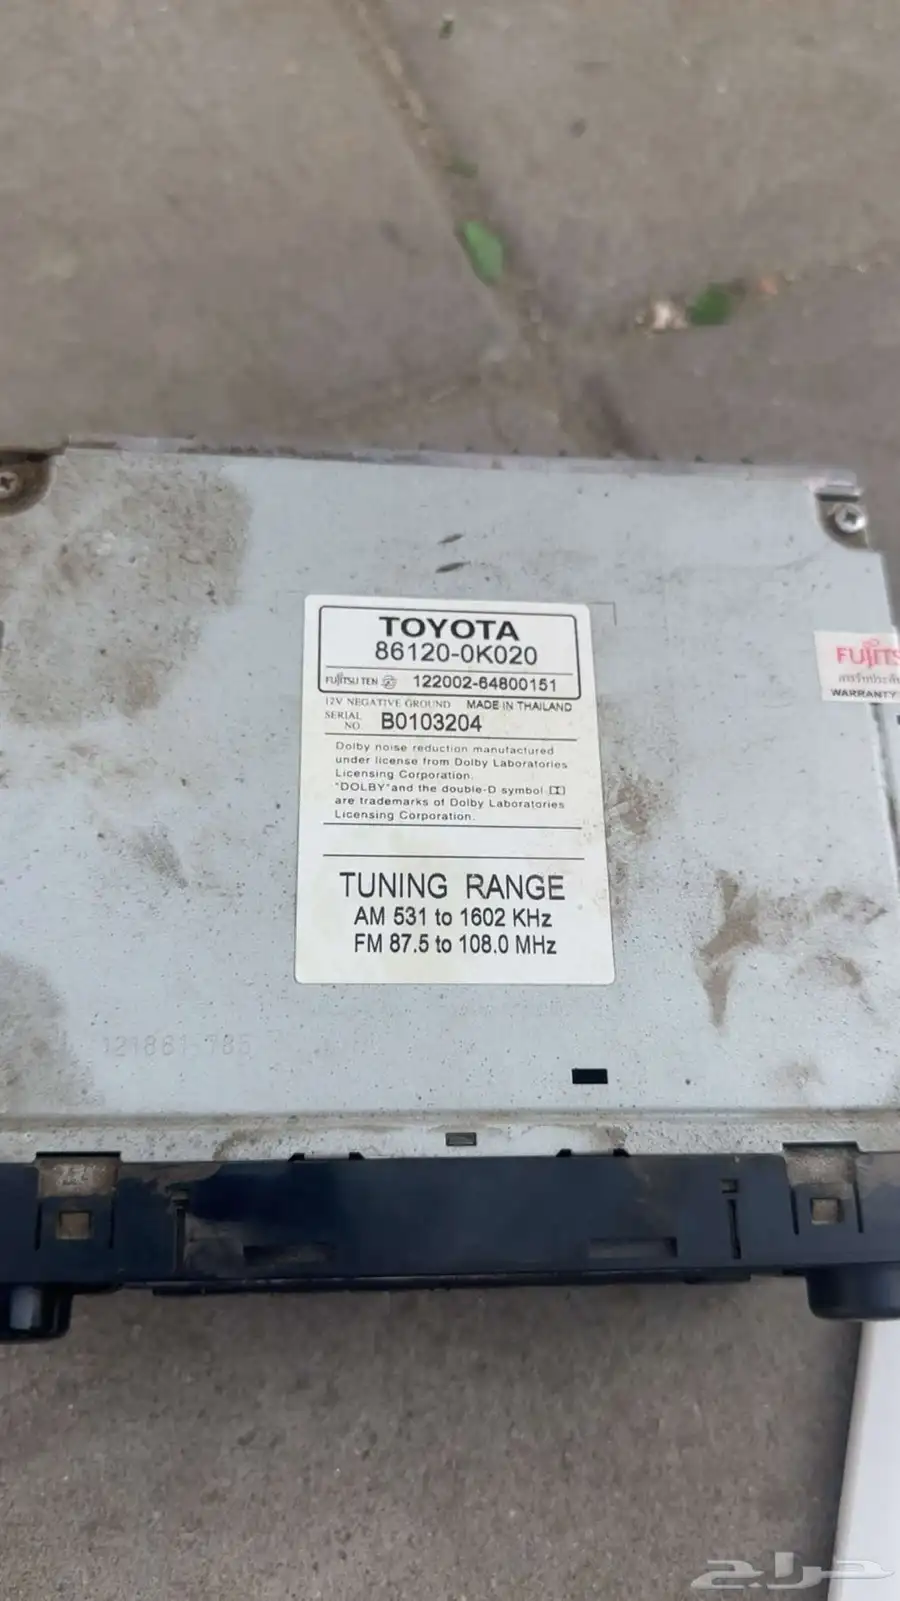 TOYOTA
86120-0K020
FUJITSU TEN 122002-64800151
12V NEGATIVE GROUND MADE IN THAILAND
SERIAL NO. B0103204
Dolby noise reduction manufactured
under license from Dolby Laboratories
Licensing Corporation.
"DOLBY" and the double-D symbol
are trademarks of Dolby Laboratories
Licensing Corporation.
TUNING RANGE
AM 531 to 1602 KHz
FM 87.5 to 108.0 MHz
FUJITS
WARRANTY
حراج